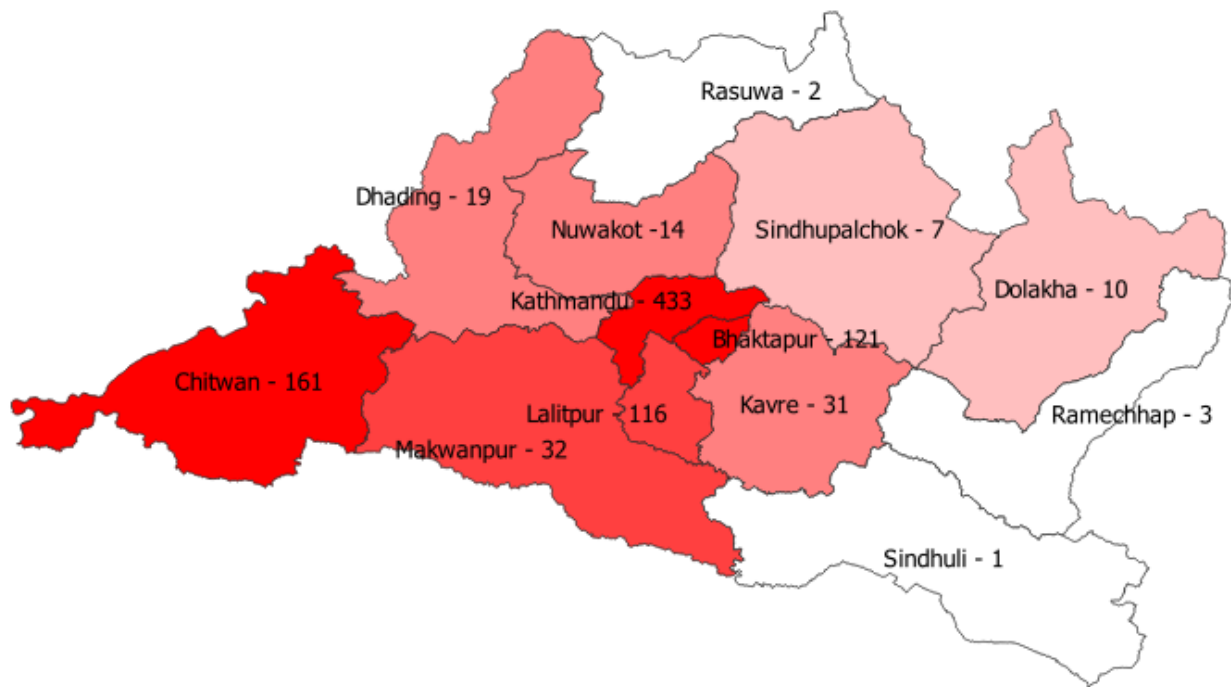 Rasuwa - 2
Dhading - 19
Nuwakot -14
Sindhupalchok - 7
Dolakha - 10
Kathmandu - 433
Bhaktapur - 121
Chitwan - 161
Lalitpur - 116
Kavre - 31
Ramechhap - 3
Makwanpur - 32
Sindhuli - 1